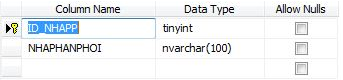 Column Name Data Type Allow Nulls
ID_NHAPP tinyint
NHAPHANPHOI nvarchar(100)